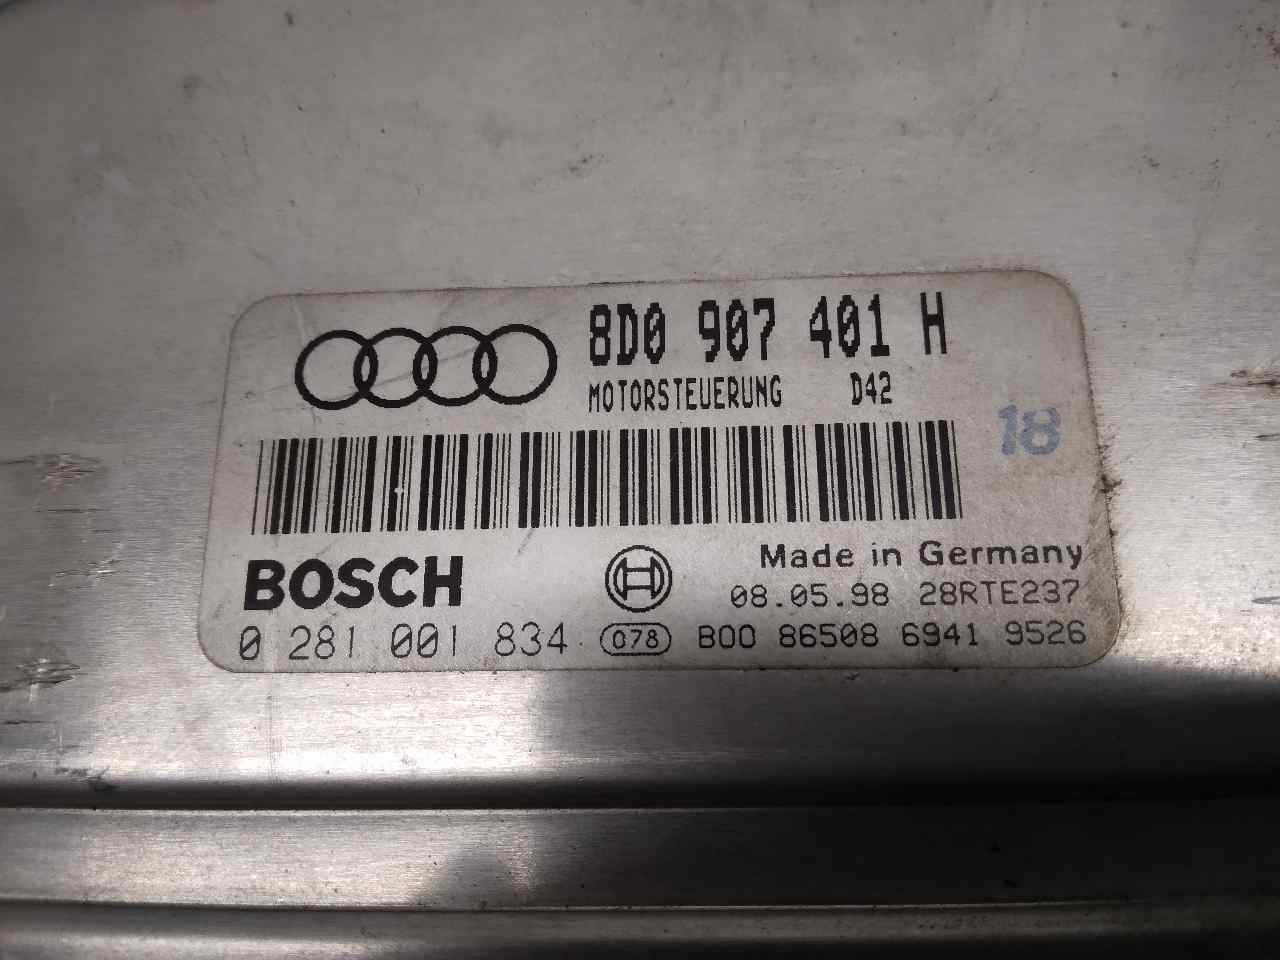 8D0 907 401 H
MOTORSTEUERUNG D42
18
BOSCH
Made in Germany
08.05.98 28RTE237
0 281 001 834 078 B00 86508 6941 9526